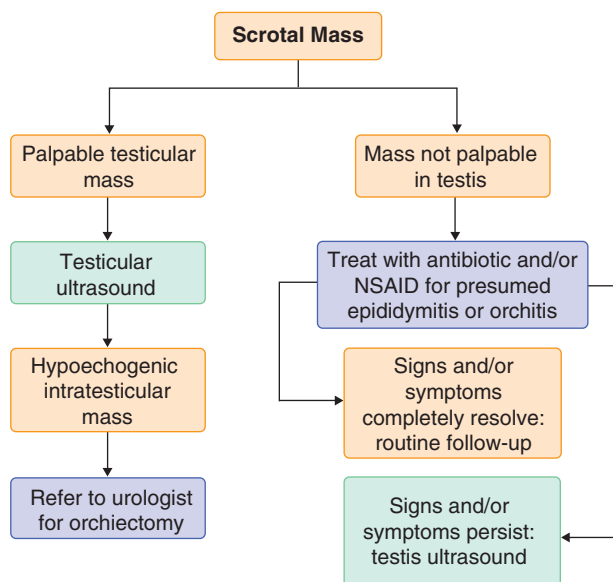 Scrotal Mass
Palpable testicular
mass
Mass not palpable
in testis
Testicular
ultrasound
Treat with antibiotic and/or
NSAID for presumed
epididymitis or orchitis
Hypoechogenic
intratesticular
mass
Signs and/or
symptoms
completely resolve:
routine follow-up
Refer to urologist
for orchiectomy
Signs and/or
symptoms persist:
testis ultrasound